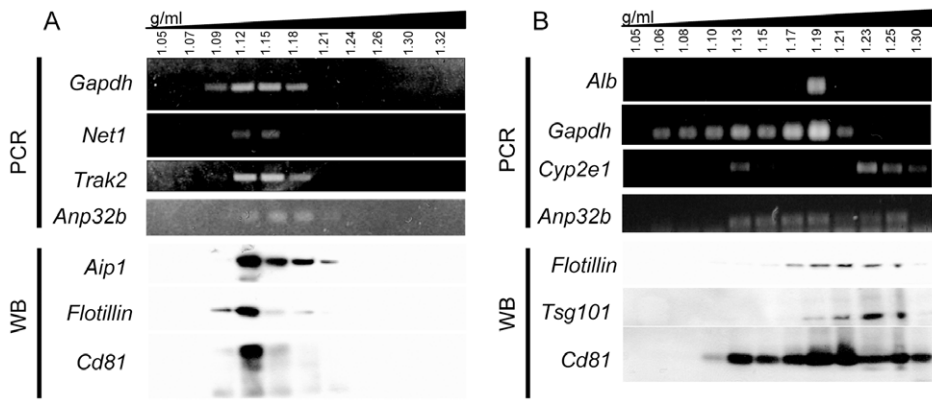 A
g/ml
1.05 1.07 1.09 1.12 1.15 1.18 1.21 1.24 1.26 1.30 1.32
PCR
Gapdh
Net1
Trak2
Anp32b
WB
Aip1
Flotillin
Cd81
B
g/ml
1.05 1.06 1.08 1.10 1.13 1.15 1.17 1.19 1.21 1.23 1.25 1.30
PCR
Alb
Gapdh
Cyp2e1
Anp32b
WB
Flotillin
Tsg101
Cd81